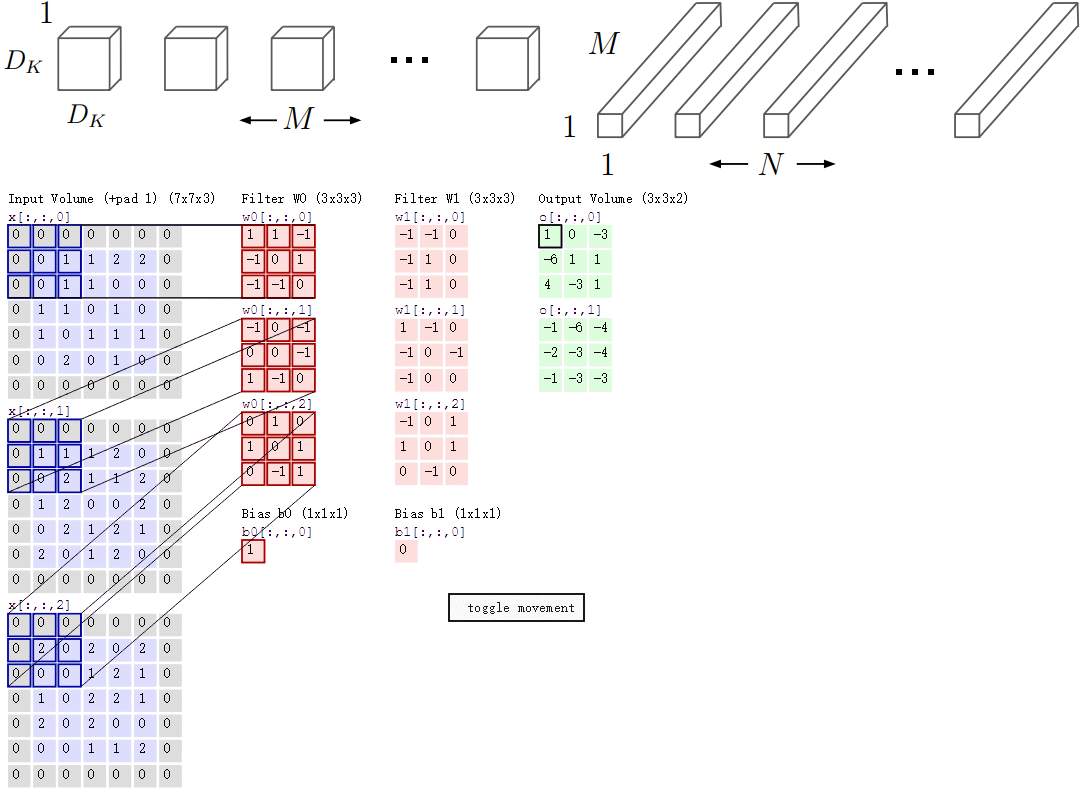 1
D_K
D_K
← M →
...
M
1
1
← N →
...
Input Volume (+pad 1) (7x7x3)
x[:,:,0]
0 0 0 0 0 0 0
0 0 1 1 2 2 0
0 0 1 1 0 0 0
0 1 1 0 1 0 0
0 1 0 1 1 1 0
0 0 2 0 1 0 0
0 0 0 0 0 0 0
x[:,:,1]
0 0 0 0 0 0 0
0 1 1 1 2 0 0
0 0 2 1 1 2 0
0 1 2 0 0 2 0
0 0 2 1 2 1 0
0 2 0 1 2 0 0
0 0 0 0 0 0 0
x[:,:,2]
0 0 0 0 0 0 0
0 2 0 2 0 2 0
0 0 0 1 2 1 0
0 1 0 2 2 1 0
0 2 0 2 0 0 0
0 0 0 1 1 2 0
0 0 0 0 0 0 0
Filter W0 (3x3x3)
w0[:,:,0]
1 1 -1
-1 0 1
-1 -1 0
w0[:,:,1]
-1 0 -1
0 0 -1
1 -1 0
w0[:,:,2]
0 1 0
1 0 1
0 -1 1
Bias b0 (1x1x1)
b0[:,:,0]
1
Filter W1 (3x3x3)
w1[:,:,0]
-1 -1 0
-1 1 0
-1 1 0
w1[:,:,1]
1 -1 0
-1 0 -1
-1 0 0
w1[:,:,2]
-1 0 1
1 0 1
0 -1 0
Bias b1 (1x1x1)
b1[:,:,0]
0
Output Volume (3x3x2)
o[:,:,0]
1 0 -3
-6 1 1
4 -3 1
o[:,:,1]
-1 -6 -4
-2 -3 -4
-1 -3 -3
toggle movement